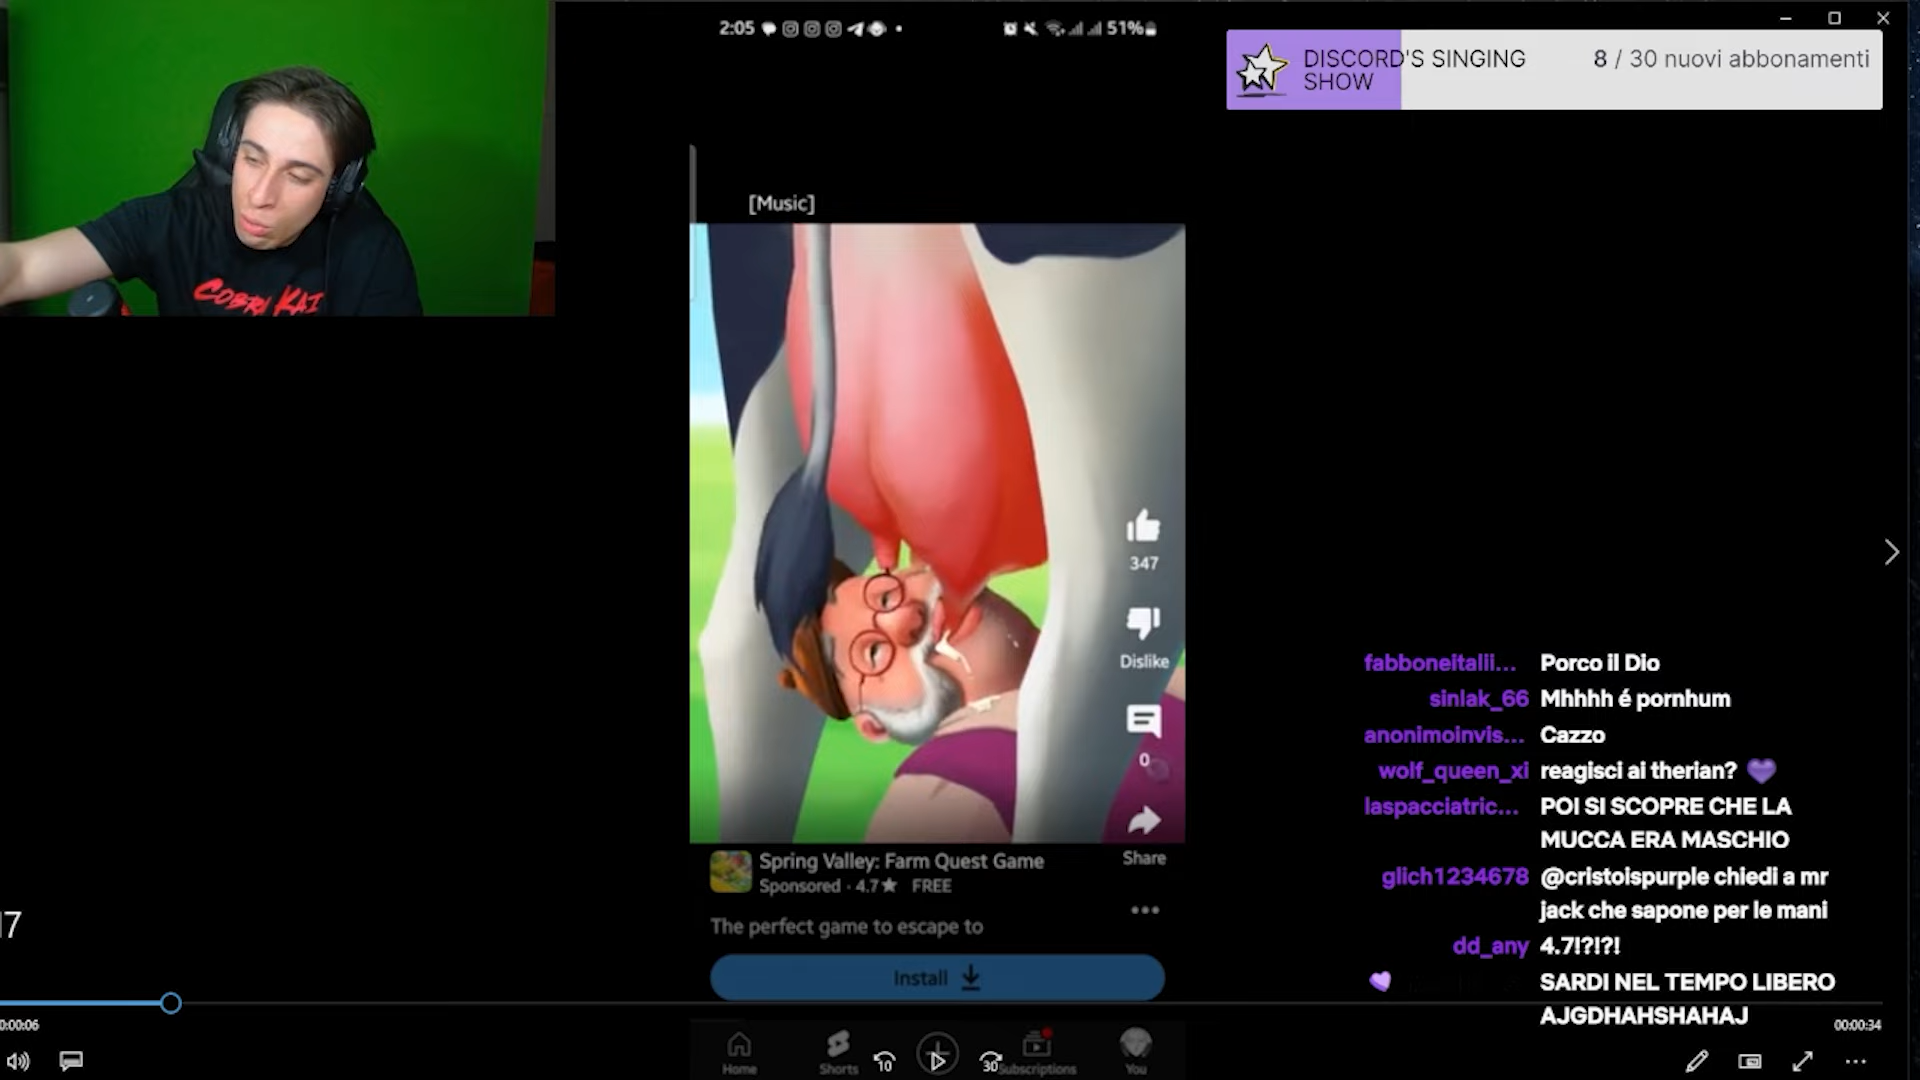 2:05
51%
DISCORD'S SINGING
SHOW
8 / 30 nuovi abbonamenti
[Music]
COBRA KAI
347
Dislike
0
Share
Spring Valley: Farm Quest Game
Sponsored · 4.7★ FREE
The perfect game to escape to
Install
fabboneitalii... Porco il Dio
sinlak_66 Mhhhh é pornhum
anonimoinvis... Cazzo
wolf_queen_xi reagisci ai therian? 💜
laspacciatric... POI SI SCOPRE CHE LA
MUCCA ERA MASCHIO
glich1234678 @cristoispurple chiedi a mr
jack che sapone per le mani
dd_any 4.7!?!?!
SARDI NEL TEMPO LIBERO
AJGDHAHSHAHAJ
0:00:06
00:00:34
Home
Shorts
10
30
Subscriptions
You